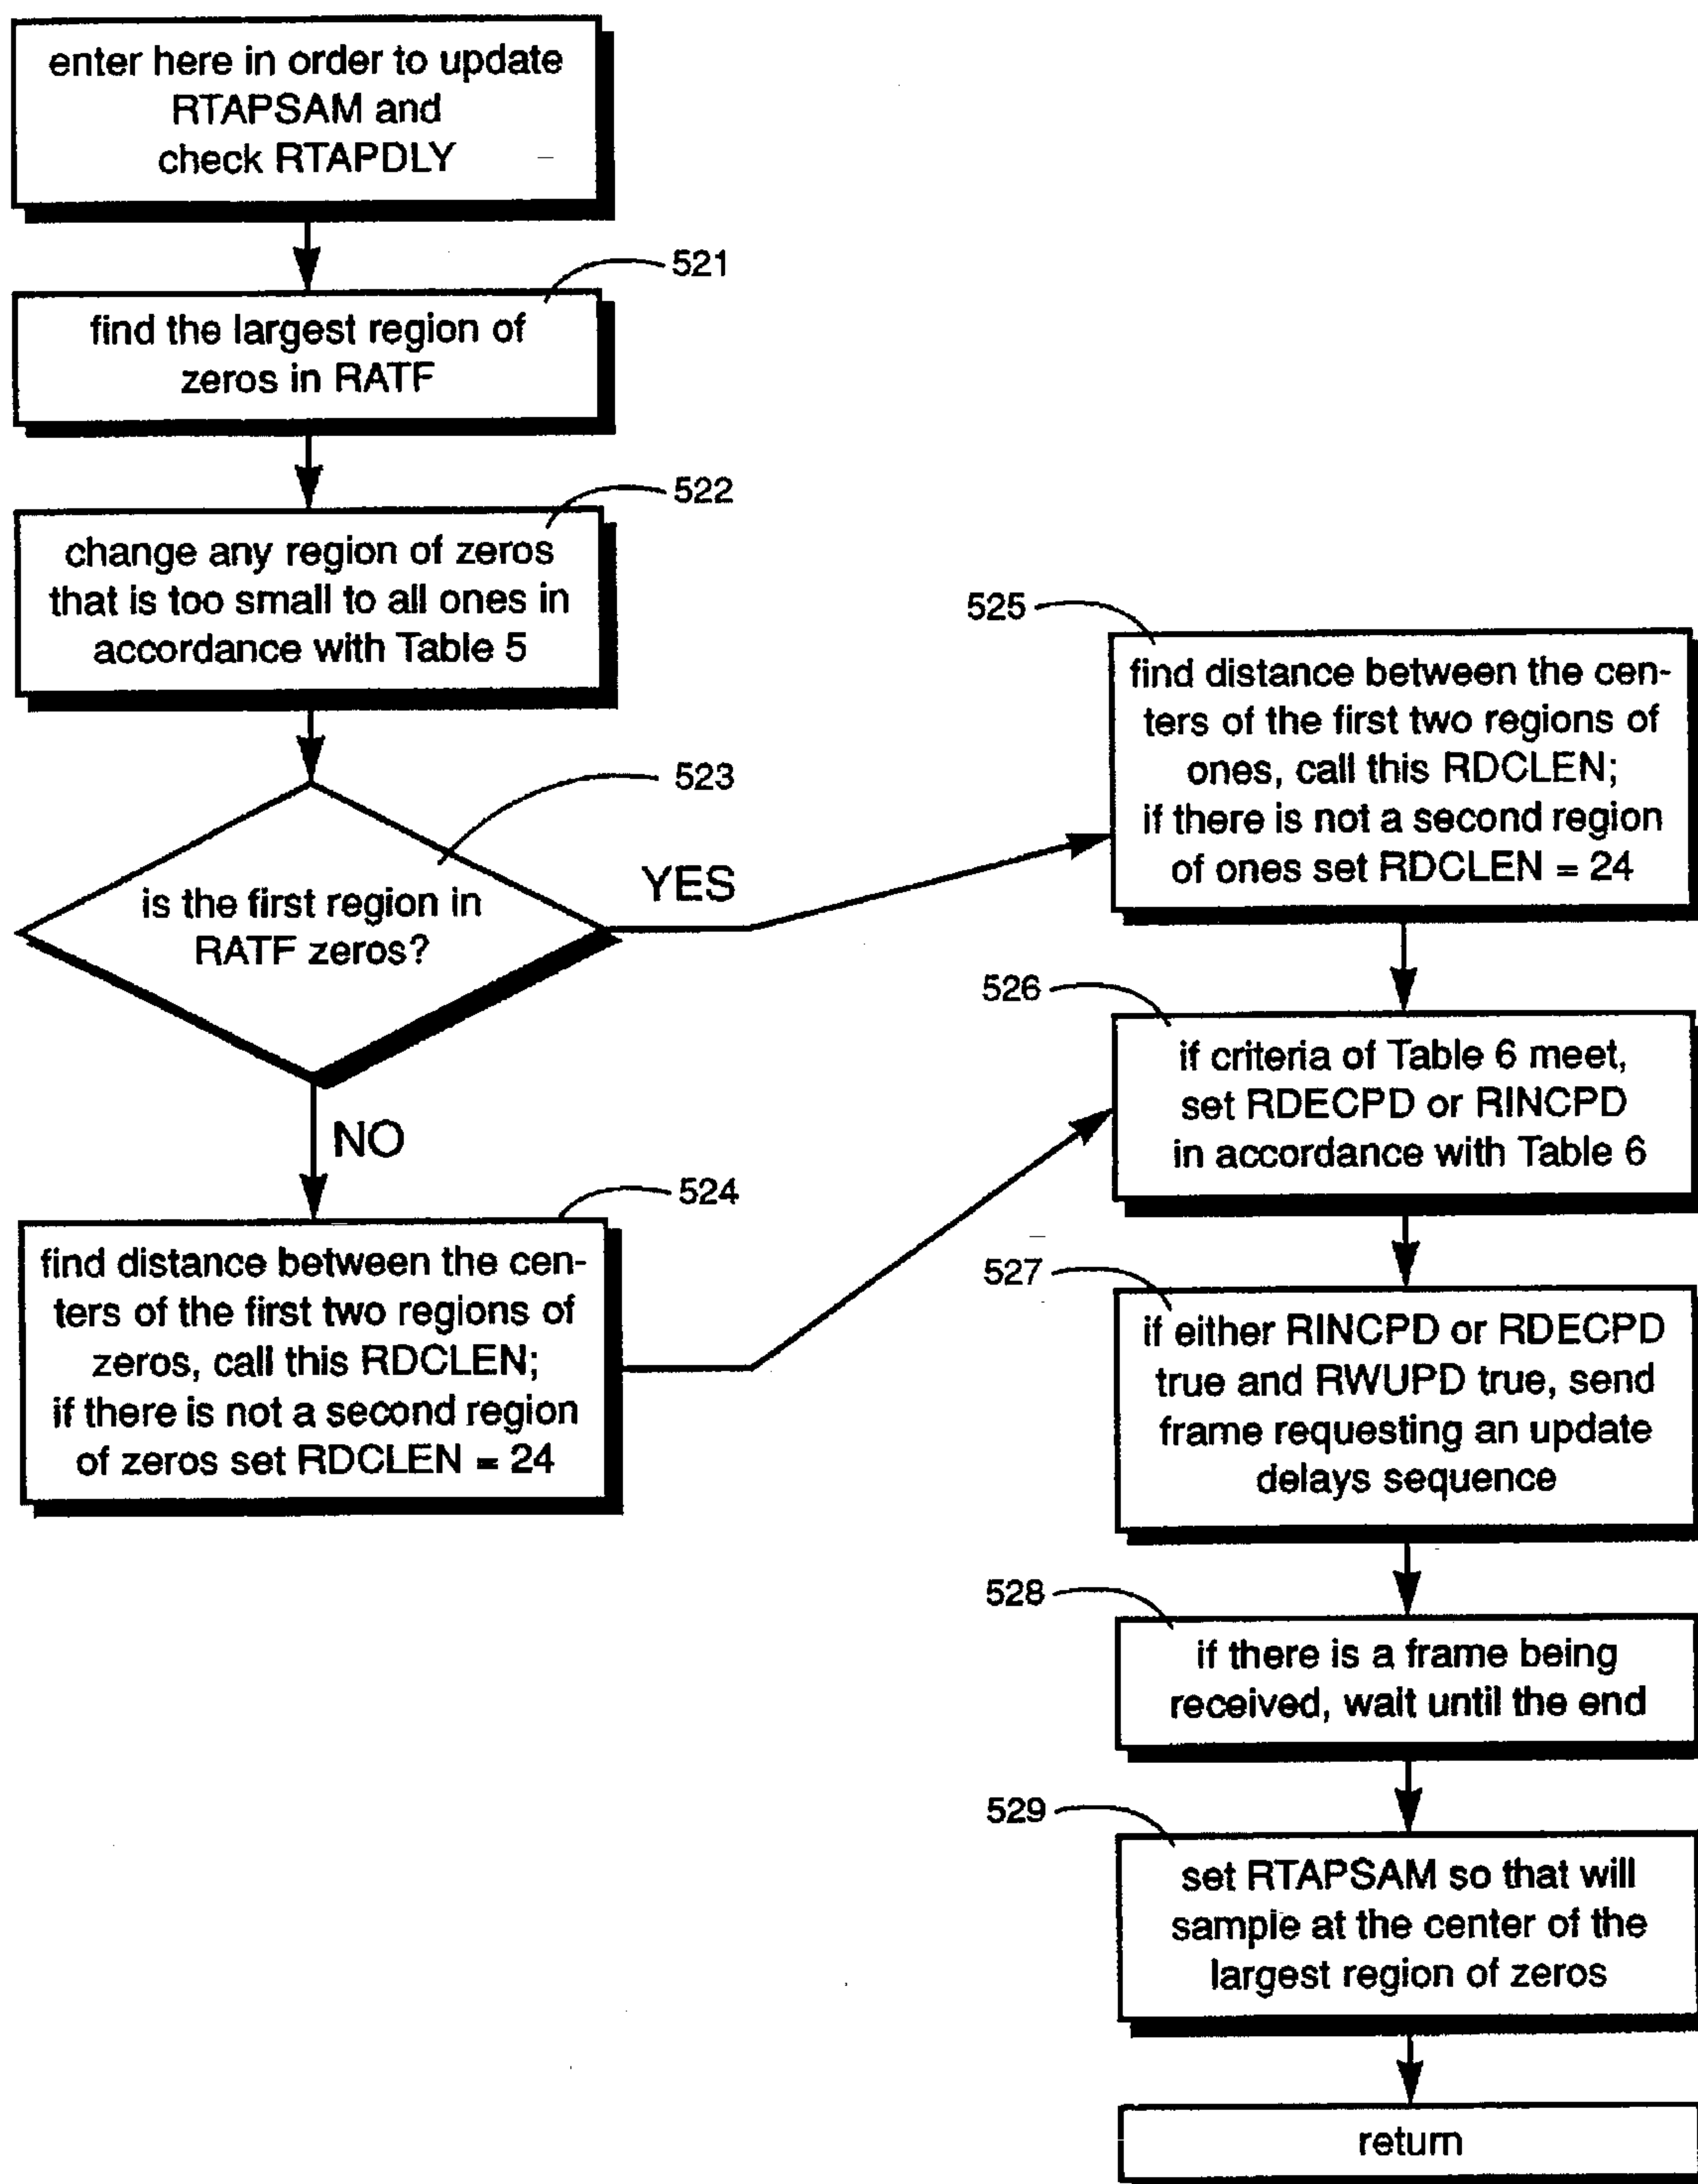 enter here in order to update
RTAPSAM and
check RTAPDLY
521
find the largest region of
zeros in RATF
522
change any region of zeros
that is too small to all ones in
accordance with Table 5
523
is the first region in
RATF zeros?
YES
NO
524
find distance between the cen-
ters of the first two regions of
zeros, call this RDCLEN;
if there is not a second region
of zeros set RDCLEN = 24
525
find distance between the cen-
ters of the first two regions of
ones, call this RDCLEN;
if there is not a second region
of ones set RDCLEN = 24
526
if criteria of Table 6 meet,
set RDECPD or RINCPD
in accordance with Table 6
527
if either RINCPD or RDECPD
true and RWUPD true, send
frame requesting an update
delays sequence
528
if there is a frame being
received, wait until the end
529
set RTAPSAM so that will
sample at the center of the
largest region of zeros
return